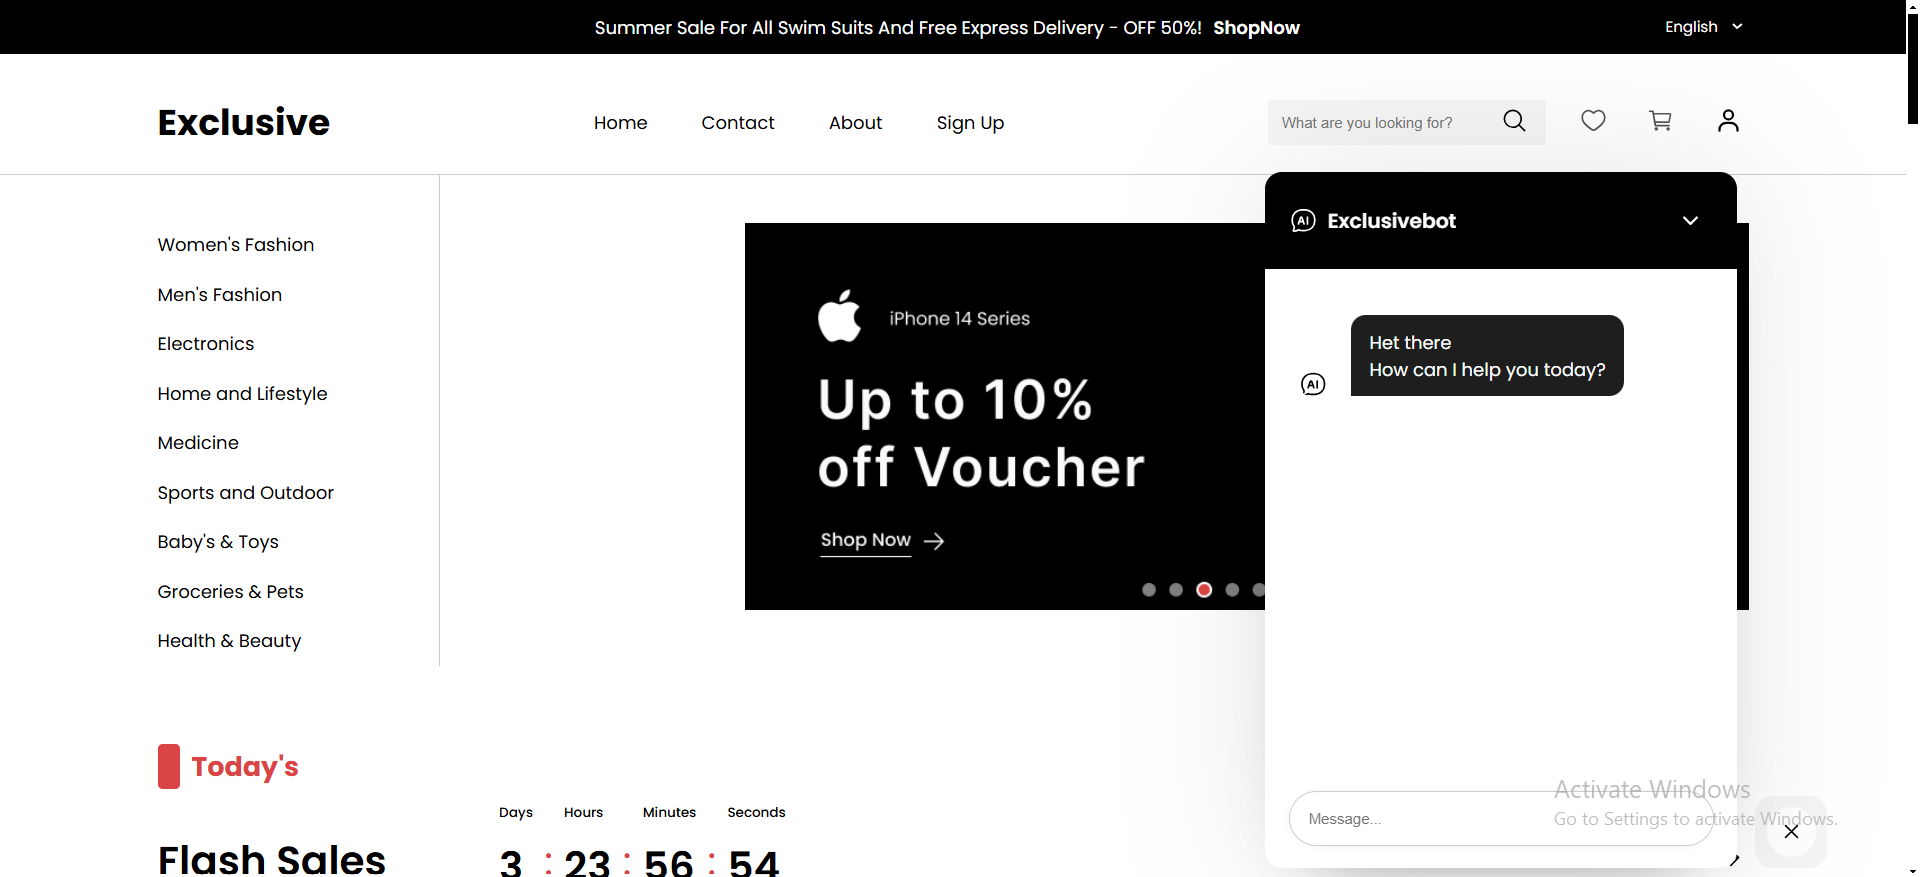 Summer Sale For All Swim Suits And Free Express Delivery - OFF 50%! ShopNow
English
Exclusive
Home
Contact
About
Sign Up
What are you looking for?
Women's Fashion
Men's Fashion
Electronics
Home and Lifestyle
Medicine
Sports and Outdoor
Baby's & Toys
Groceries & Pets
Health & Beauty
iPhone 14 Series
Up to 10%
off Voucher
Shop Now
AI Exclusivebot
Het there
How can I help you today?
AI
Message...
Activate Windows
Go to Settings to activate Windows.
Today's
Flash Sales
Days Hours Minutes Seconds
3 : 23 : 56 : 54